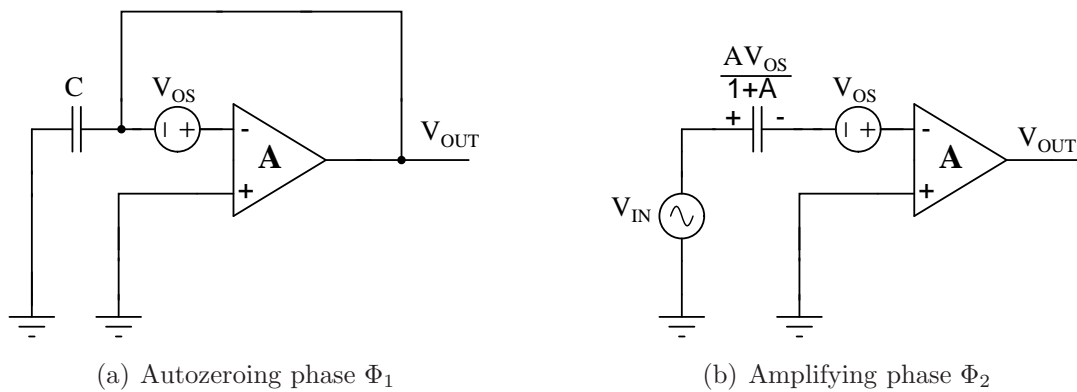 C
V_OS
-
+
-
A
+
V_OUT
(a) Autozeroing phase Φ₁
AV_OS
1+A
+
-
V_OS
-
+
-
A
+
V_IN
V_OUT
(b) Amplifying phase Φ₂